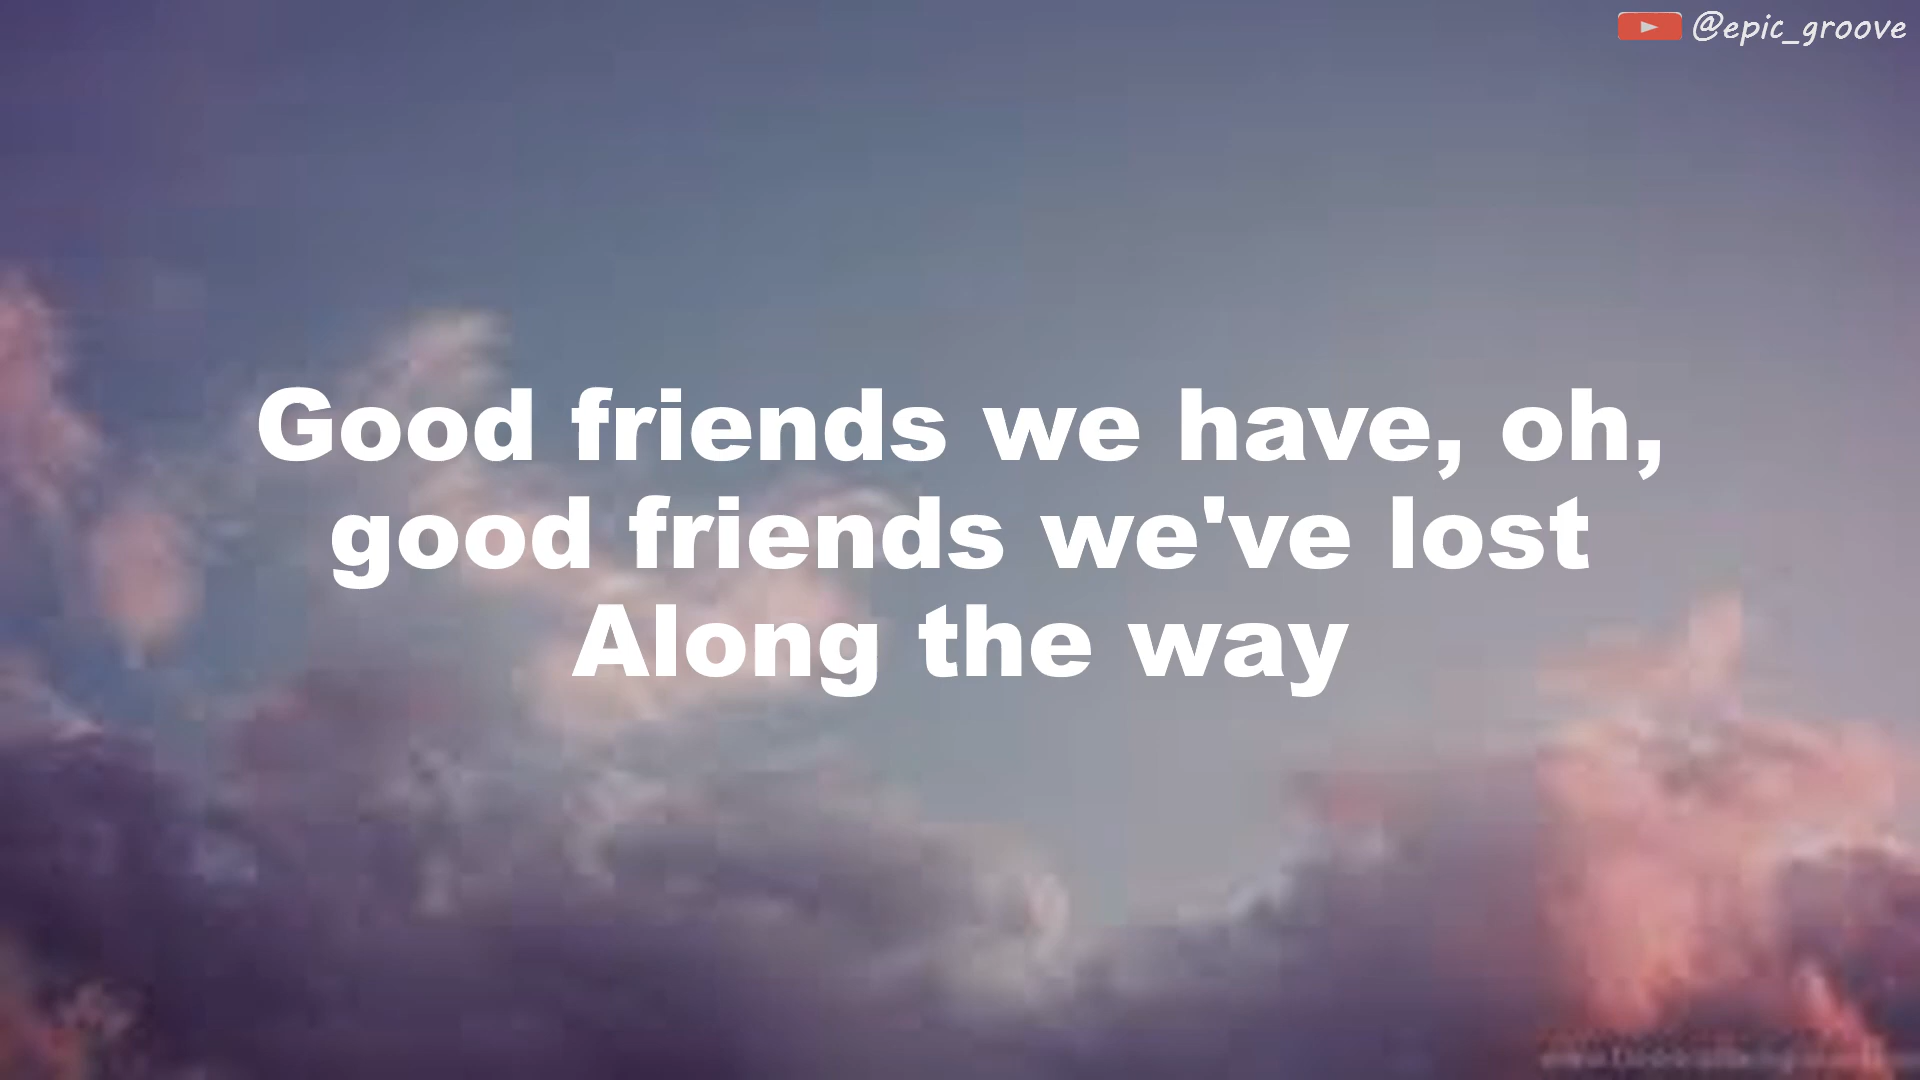 @epic_groove
Good friends we have, oh,
good friends we've lost
Along the way